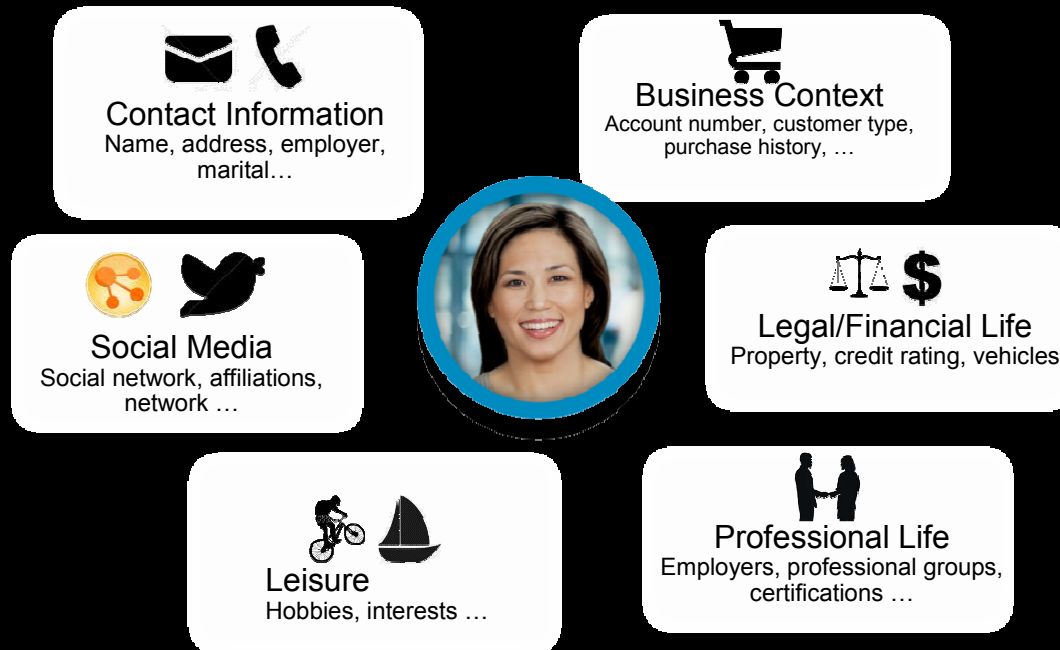 Contact Information
Name, address, employer,
marital…
Business Context
Account number, customer type,
purchase history, …
Social Media
Social network, affiliations,
network …
$
Legal/Financial Life
Property, credit rating, vehicles
Leisure
Hobbies, interests …
Professional Life
Employers, professional groups,
certifications …